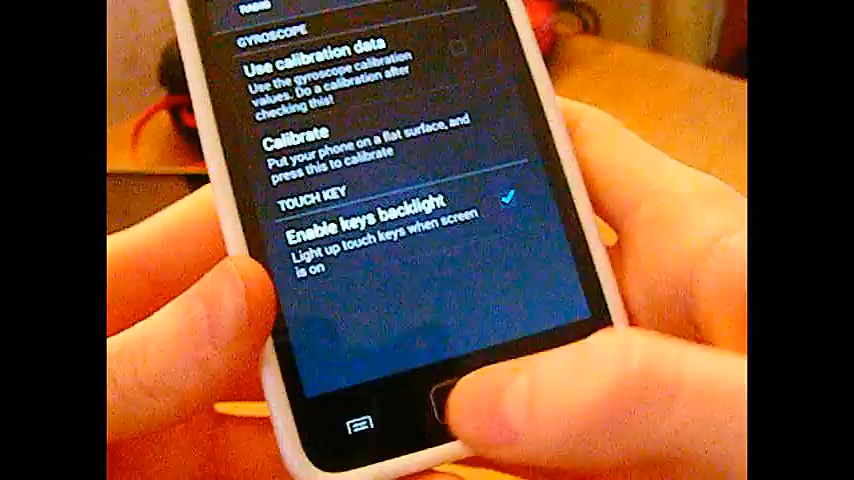 GYROSCOPE
Use calibration data
Use the gyroscope calibration
values. Do a calibration after
checking this!
Calibrate
Put your phone on a flat surface, and
press this to calibrate
TOUCH KEY
Enable keys backlight
Light up touch keys when screen
is on